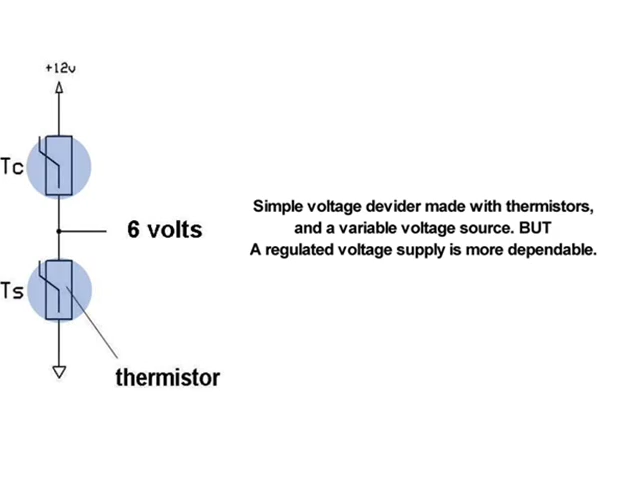 +12v
Tc
6 volts
Simple voltage devider made with thermistors,
and a variable voltage source. BUT
A regulated voltage supply is more dependable.
Ts
thermistor